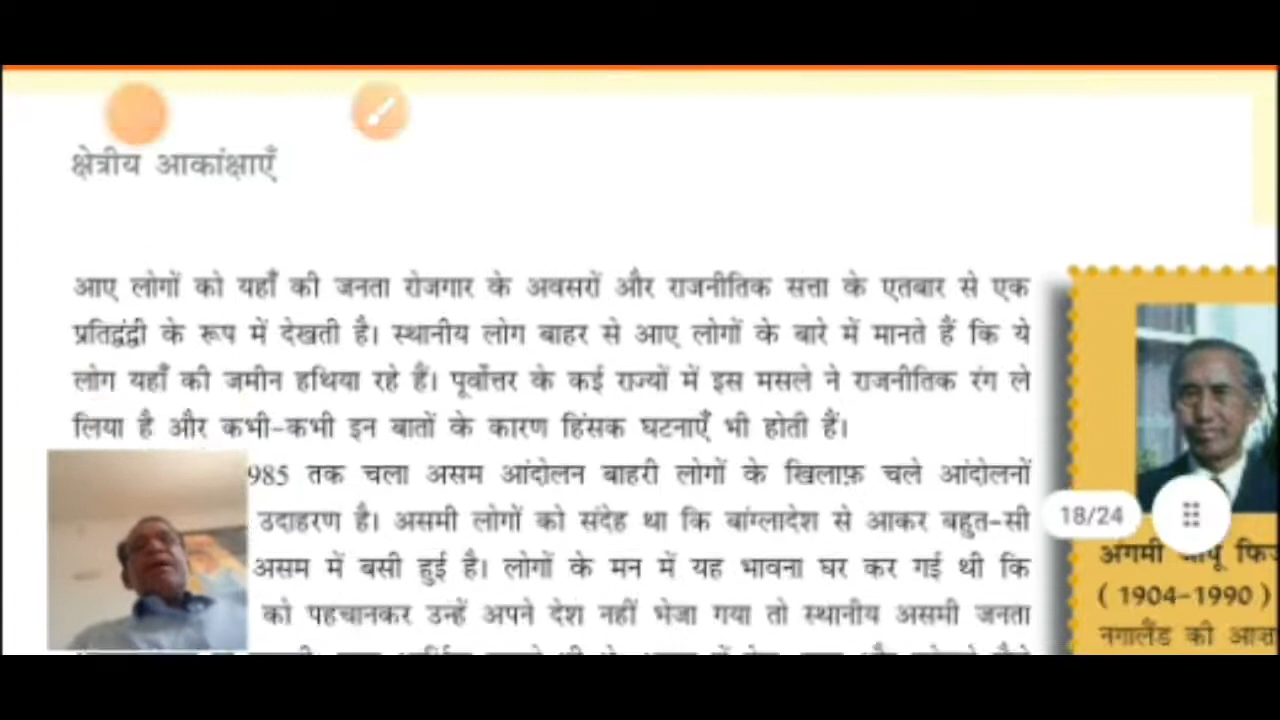 क्षेत्रीय आकांक्षाएँ
आए लोगों को यहाँ की जनता रोजगार के अवसरों और राजनीतिक सत्ता के एतबार से एक
प्रतिद्वंद्वी के रूप में देखती है। स्थानीय लोग बाहर से आए लोगों के बारे में मानते हैं कि ये
लोग यहाँ की जमीन हथिया रहे हैं। पूर्वोत्तर के कई राज्यों में इस मसले ने राजनीतिक रंग ले
लिया है और कभी-कभी इन बातों के कारण हिंसक घटनाएँ भी होती हैं।
985 तक चला असम आंदोलन बाहरी लोगों के खिलाफ़ चले आंदोलनों
उदाहरण है। असमी लोगों को संदेह था कि बांग्लादेश से आकर बहुत-सी
असम में बसी हुई है। लोगों के मन में यह भावना घर कर गई थी कि
को पहचानकर उन्हें अपने देश नहीं भेजा गया तो स्थानीय असमी जनता
18/24
अंगमी
(1904-1990)
नगालैंड की